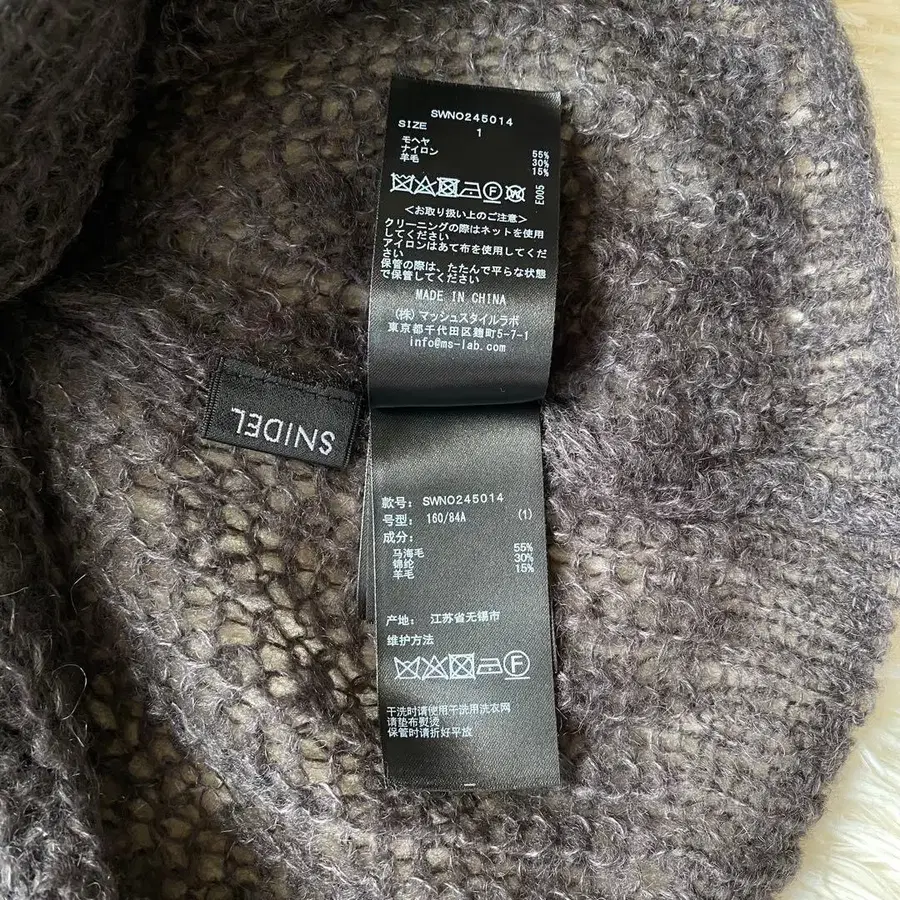 SWNO245014
SIZE
1
モヘヤ 55%
ナイロン 30%
羊毛 15%
F W
E005
<お取り扱い上のご注意>
クリーニングの際はネットを使用
してください
アイロンはあて布を使用してくだ
さい
保管の際は、たたんで平らな状態
で保管してください
MADE IN CHINA
(株)マッシュスタイルラボ
東京都千代田区麹町5-7-1
info@ms-lab.com
SNIDEL
款号: SWNO245014
号型: 160/84A (1)
成分:
马海毛 55%
锦纶 30%
羊毛 15%
产地: 江苏省无锡市
维护方法
F
干洗时请使用干洗用洗衣网
请垫布熨烫
保管时请折好平放